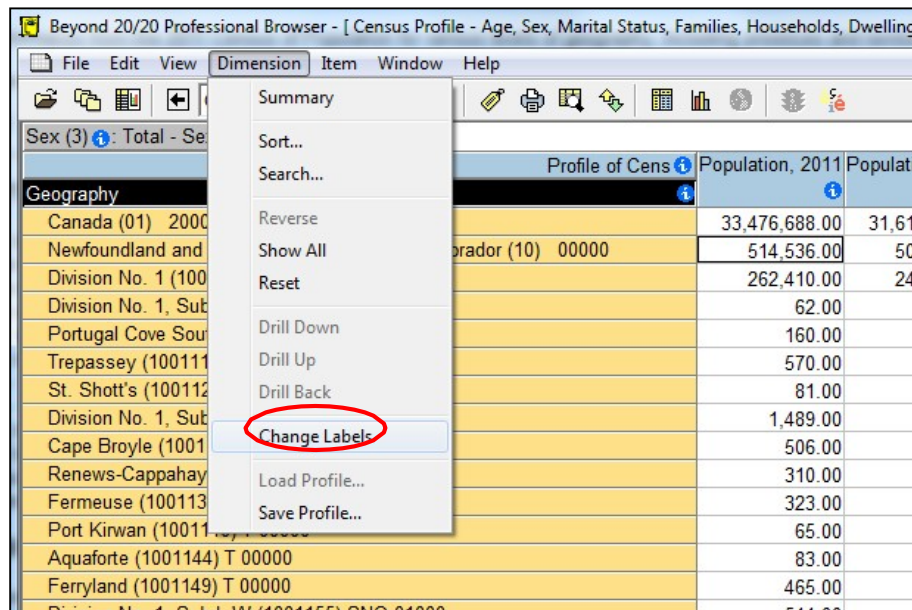 Beyond 20/20 Professional Browser - [ Census Profile - Age, Sex, Marital Status, Families, Households, Dwelling
File Edit View Dimension Item Window Help
Summary
Sort...
Search...
Reverse
Show All
Reset
Drill Down
Drill Up
Drill Back
Change Labels
Load Profile...
Save Profile...
Sex (3) : Total - Se
Profile of Cens Population, 2011 Populat
Geography
Canada (01) 2000 33,476,688.00 31,61
Newfoundland and brador (10) 00000 514,536.00 50
Division No. 1 (100 262,410.00 24
Division No. 1, Sub 62.00
Portugal Cove Sou 160.00
Trepassey (100111 570.00
St. Shott's (100112 81.00
Division No. 1, Sub 1,489.00
Cape Broyle (1001 506.00
Renews-Cappahay 310.00
Fermeuse (100113 323.00
Port Kirwan (10011 65.00
Aquaforte (1001144) T 00000 83.00
Ferryland (1001149) T 00000 465.00